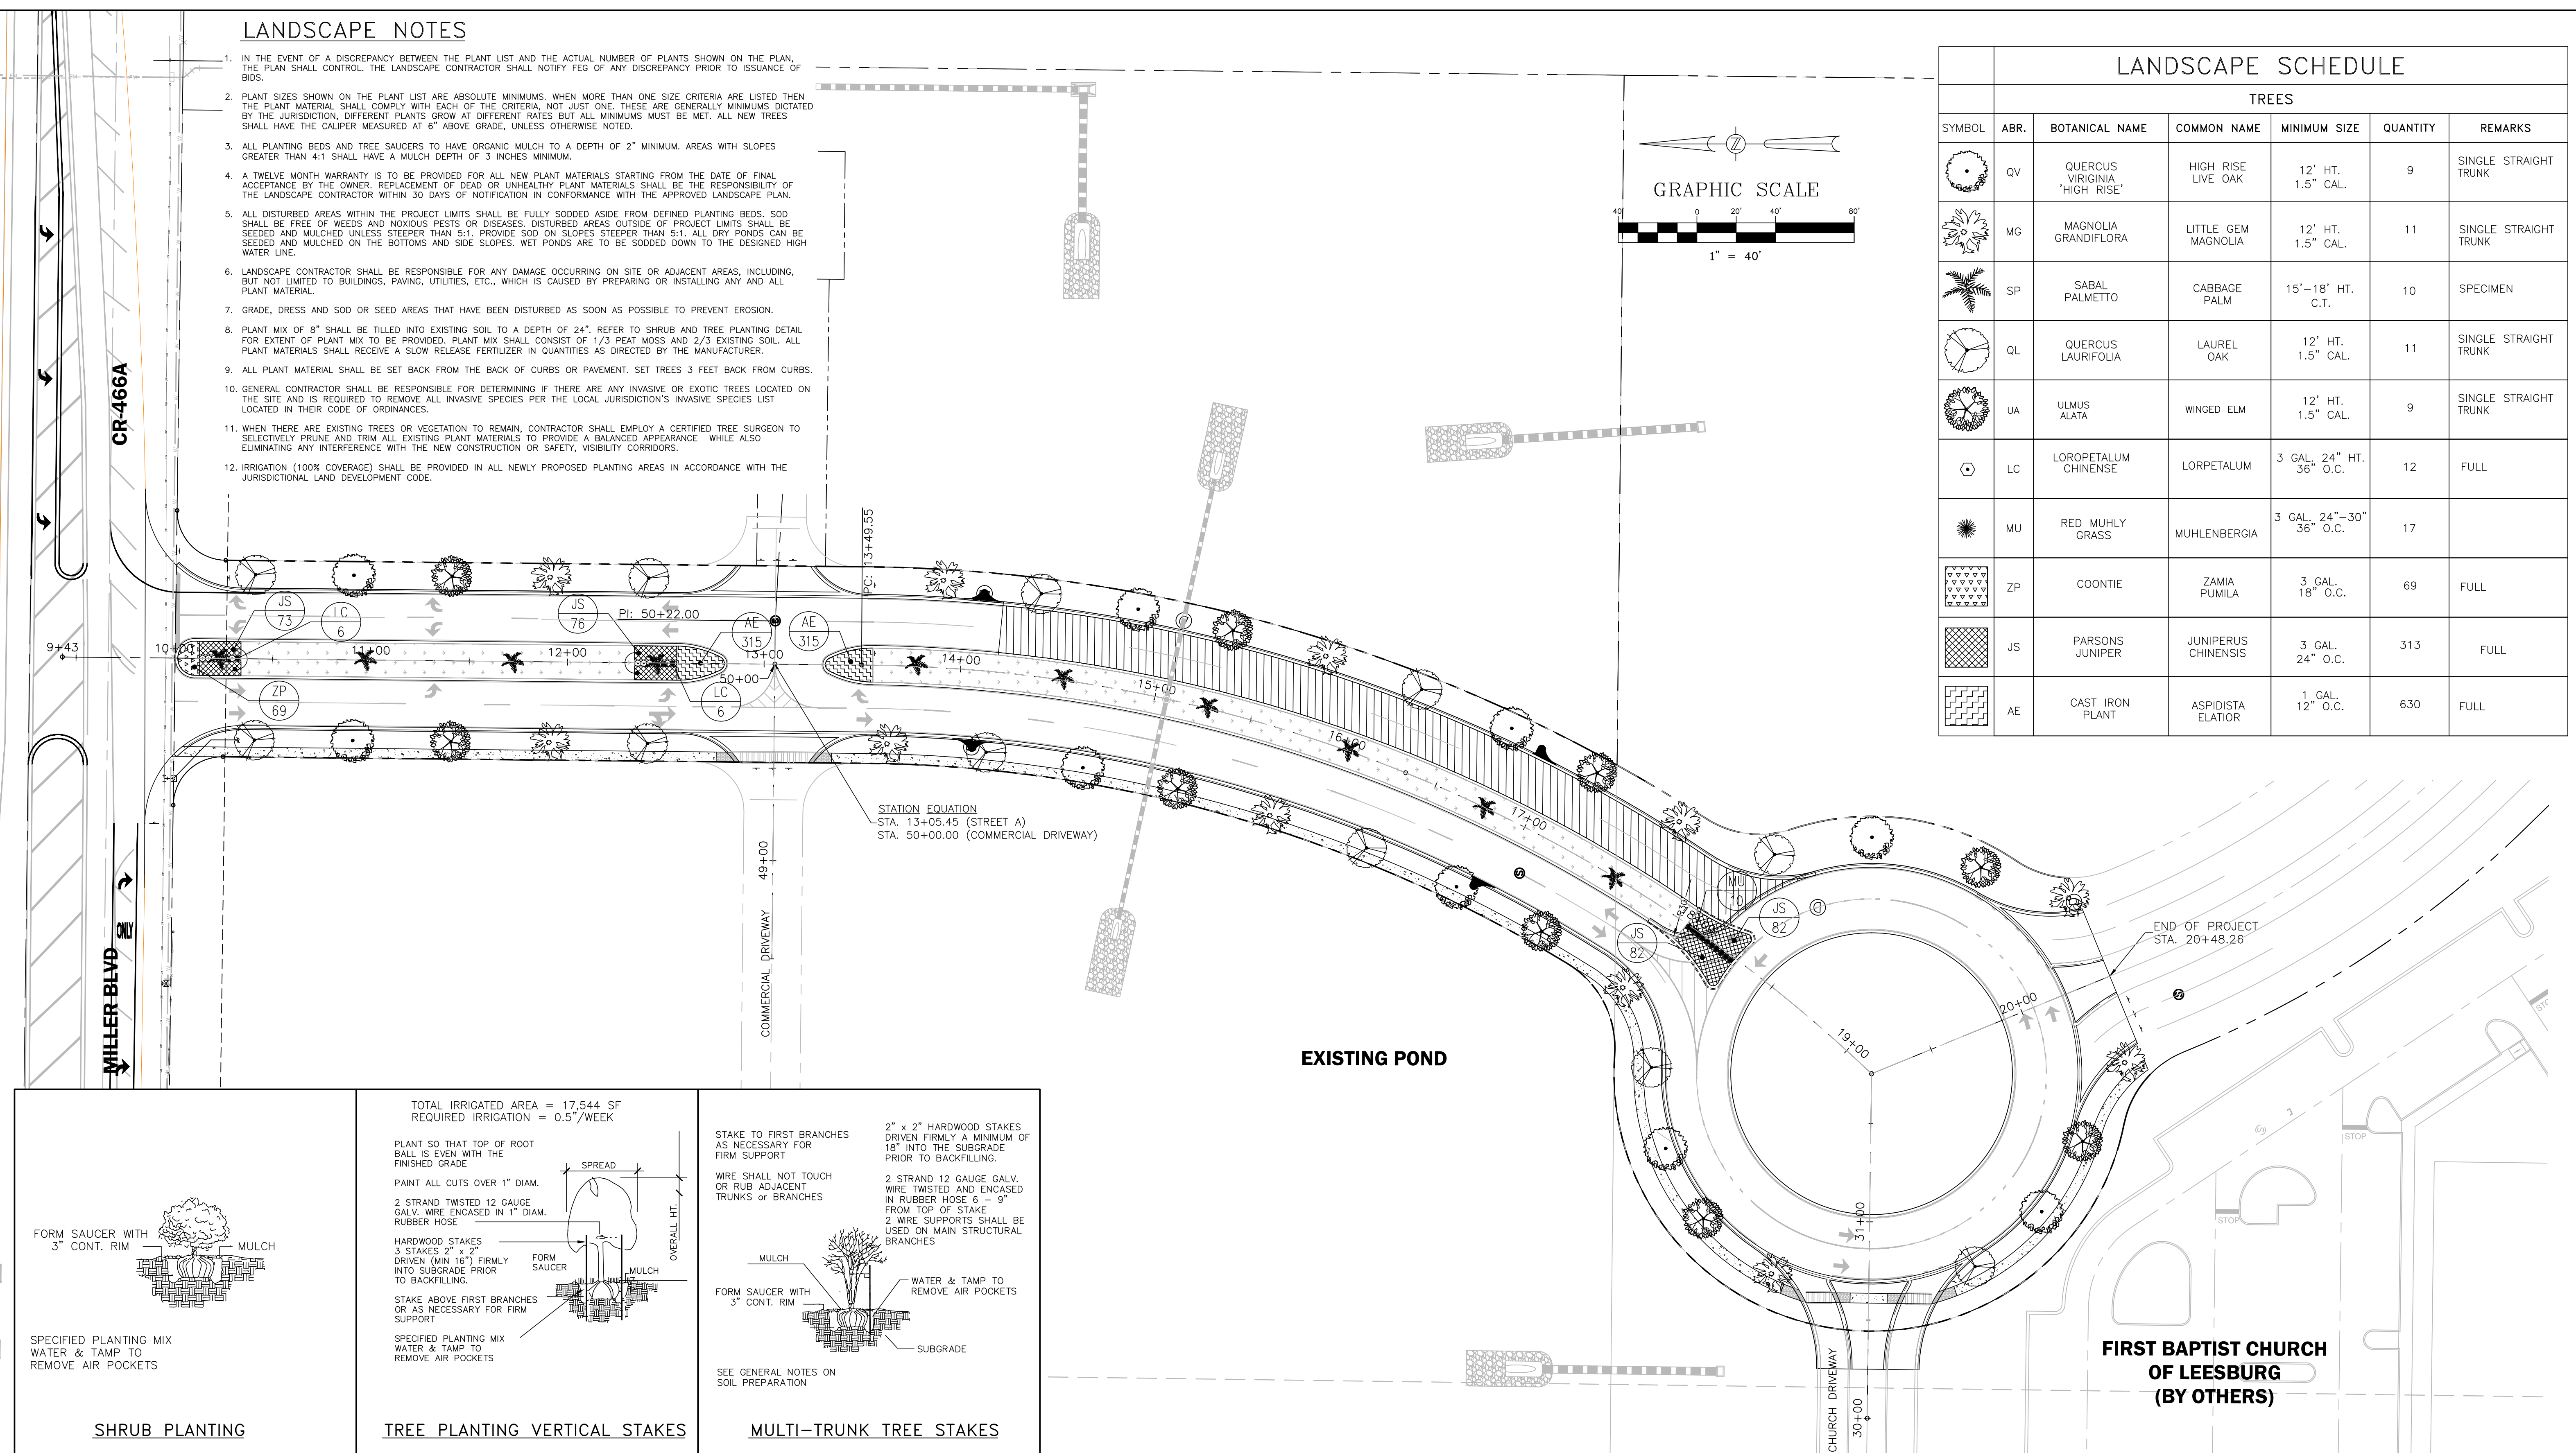 LANDSCAPE NOTES
1. IN THE EVENT OF A DISCREPANCY BETWEEN THE PLANT LIST AND THE ACTUAL NUMBER OF PLANTS SHOWN ON THE PLAN,
THE PLAN SHALL CONTROL. THE LANDSCAPE CONTRACTOR SHALL NOTIFY FEG OF ANY DISCREPANCY PRIOR TO ISSUANCE OF
BIDS.
2. PLANT SIZES SHOWN ON THE PLANT LIST ARE ABSOLUTE MINIMUMS. WHEN MORE THAN ONE SIZE CRITERIA ARE LISTED THEN
THE PLANT MATERIAL SHALL COMPLY WITH EACH OF THE CRITERIA, NOT JUST ONE. THESE ARE GENERALLY MINIMUMS DICTATED
BY THE JURISDICTION, DIFFERENT PLANTS GROW AT DIFFERENT RATES BUT ALL MINIMUMS MUST BE MET. ALL NEW TREES
SHALL HAVE THE CALIPER MEASURED AT 6" ABOVE GRADE, UNLESS OTHERWISE NOTED.
3. ALL PLANTING BEDS AND TREE SAUCERS TO HAVE ORGANIC MULCH TO A DEPTH OF 2" MINIMUM. AREAS WITH SLOPES
GREATER THAN 4:1 SHALL HAVE A MULCH DEPTH OF 3 INCHES MINIMUM.
4. A TWELVE MONTH WARRANTY IS TO BE PROVIDED FOR ALL NEW PLANT MATERIALS STARTING FROM THE DATE OF FINAL
ACCEPTANCE BY THE OWNER. REPLACEMENT OF DEAD OR UNHEALTHY PLANT MATERIALS SHALL BE THE RESPONSIBILITY OF
THE LANDSCAPE CONTRACTOR WITHIN 30 DAYS OF NOTIFICATION IN CONFORMANCE WITH THE APPROVED LANDSCAPE PLAN.
5. ALL DISTURBED AREAS WITHIN THE PROJECT LIMITS SHALL BE FULLY SODDED ASIDE FROM DEFINED PLANTING BEDS. SOD
SHALL BE FREE OF WEEDS AND NOXIOUS PESTS OR DISEASES. DISTURBED AREAS OUTSIDE OF PROJECT LIMITS SHALL BE
SEEDED AND MULCHED UNLESS STEEPER THAN 5:1. PROVIDE SOD ON SLOPES STEEPER THAN 5:1. ALL DRY PONDS CAN BE
SEEDED AND MULCHED ON THE BOTTOMS AND SIDE SLOPES. WET PONDS ARE TO BE SODDED DOWN TO THE DESIGNED HIGH
WATER LINE.
6. LANDSCAPE CONTRACTOR SHALL BE RESPONSIBLE FOR ANY DAMAGE OCCURRING ON SITE OR ADJACENT AREAS, INCLUDING,
BUT NOT LIMITED TO BUILDINGS, PAVING, UTILITIES, ETC., WHICH IS CAUSED BY PREPARING OR INSTALLING ANY AND ALL
PLANT MATERIAL.
7. GRADE, DRESS AND SOD OR SEED AREAS THAT HAVE BEEN DISTURBED AS SOON AS POSSIBLE TO PREVENT EROSION.
8. PLANT MIX OF 8" SHALL BE TILLED INTO EXISTING SOIL TO A DEPTH OF 24". REFER TO SHRUB AND TREE PLANTING DETAIL
FOR EXTENT OF PLANT MIX TO BE PROVIDED. PLANT MIX SHALL CONSIST OF 1/3 PEAT MOSS AND 2/3 EXISTING SOIL. ALL
PLANT MATERIALS SHALL RECEIVE A SLOW RELEASE FERTILIZER IN QUANTITIES AS DIRECTED BY THE MANUFACTURER.
9. ALL PLANT MATERIAL SHALL BE SET BACK FROM THE BACK OF CURBS OR PAVEMENT. SET TREES 3 FEET BACK FROM CURBS.
10. GENERAL CONTRACTOR SHALL BE RESPONSIBLE FOR DETERMINING IF THERE ARE ANY INVASIVE OR EXOTIC TREES LOCATED ON
THE SITE AND IS REQUIRED TO REMOVE ALL INVASIVE SPECIES PER THE LOCAL JURISDICTION'S INVASIVE SPECIES LIST
LOCATED IN THEIR CODE OF ORDINANCES.
11. WHEN THERE ARE EXISTING TREES OR VEGETATION TO REMAIN, CONTRACTOR SHALL EMPLOY A CERTIFIED TREE SURGEON TO
SELECTIVELY PRUNE AND TRIM ALL EXISTING PLANT MATERIALS TO PROVIDE A BALANCED APPEARANCE WHILE ALSO
ELIMINATING ANY INTERFERENCE WITH THE NEW CONSTRUCTION OR SAFETY, VISIBILITY CORRIDORS.
12. IRRIGATION (100% COVERAGE) SHALL BE PROVIDED IN ALL NEWLY PROPOSED PLANTING AREAS IN ACCORDANCE WITH THE
JURISDICTIONAL LAND DEVELOPMENT CODE.
Z
GRAPHIC SCALE
40' 0 20' 40' 80'
1" = 40'
LANDSCAPE SCHEDULE
TREES
SYMBOL ABR. BOTANICAL NAME COMMON NAME MINIMUM SIZE QUANTITY REMARKS
QV QUERCUS VIRIGINIA 'HIGH RISE' HIGH RISE LIVE OAK 12' HT. 1.5" CAL. 9 SINGLE STRAIGHT TRUNK
MG MAGNOLIA GRANDIFLORA LITTLE GEM MAGNOLIA 12' HT. 1.5" CAL. 11 SINGLE STRAIGHT TRUNK
SP SABAL PALMETTO CABBAGE PALM 15'-18' HT. C.T. 10 SPECIMEN
QL QUERCUS LAURIFOLIA LAUREL OAK 12' HT. 1.5" CAL. 11 SINGLE STRAIGHT TRUNK
UA ULMUS ALATA WINGED ELM 12' HT. 1.5" CAL. 9 SINGLE STRAIGHT TRUNK
LC LOROPETALUM CHINENSE LORPETALUM 3 GAL. 24" HT. 36" O.C. 12 FULL
MU RED MUHLY GRASS MUHLENBERGIA 3 GAL. 24"-30" 36" O.C. 17
ZP COONTIE ZAMIA PUMILA 3 GAL. 18" O.C. 69 FULL
JS PARSONS JUNIPER JUNIPERUS CHINENSIS 3 GAL. 24" O.C. 313 FULL
AE CAST IRON PLANT ASPIDISTA ELATIOR 1 GAL. 12" O.C. 630 FULL
CR-466A
MILLER BLVD
ONLY
JS 73
LC 6
JS 76
PI: 50+22.00
AE 315
AE 315
PC: 13+49.55
9+43
10+00
11+00
12+00
13+00
14+00
15+00
16+00
17+00
50+00
ZP 69
LC 6
STATION EQUATION
STA. 13+05.45 (STREET A)
STA. 50+00.00 (COMMERCIAL DRIVEWAY)
49+00
COMMERCIAL DRIVEWAY
MU 10
JS 82
JS 82
D
D
S
S
S
END OF PROJECT
STA. 20+48.26
20+00
19+00
31+00
30+00
CHURCH DRIVEWAY
EXISTING POND
STOP
STOP
FIRST BAPTIST CHURCH
OF LEESBURG
(BY OTHERS)
FORM SAUCER WITH
3" CONT. RIM
MULCH
SPECIFIED PLANTING MIX
WATER & TAMP TO
REMOVE AIR POCKETS
SHRUB PLANTING
TOTAL IRRIGATED AREA = 17,544 SF
REQUIRED IRRIGATION = 0.5"/WEEK
PLANT SO THAT TOP OF ROOT
BALL IS EVEN WITH THE
FINISHED GRADE
PAINT ALL CUTS OVER 1" DIAM.
2 STRAND TWISTED 12 GAUGE
GALV. WIRE ENCASED IN 1" DIAM.
RUBBER HOSE
HARDWOOD STAKES
3 STAKES 2" x 2"
DRIVEN (MIN 16") FIRMLY
INTO SUBGRADE PRIOR
TO BACKFILLING.
STAKE ABOVE FIRST BRANCHES
OR AS NECESSARY FOR FIRM
SUPPORT
SPECIFIED PLANTING MIX
WATER & TAMP TO
REMOVE AIR POCKETS
SPREAD
OVERALL HT.
FORM
SAUCER
MULCH
TREE PLANTING VERTICAL STAKES
STAKE TO FIRST BRANCHES
AS NECESSARY FOR
FIRM SUPPORT
WIRE SHALL NOT TOUCH
OR RUB ADJACENT
TRUNKS or BRANCHES
2" x 2" HARDWOOD STAKES
DRIVEN FIRMLY A MINIMUM OF
18" INTO THE SUBGRADE
PRIOR TO BACKFILLING.
2 STRAND 12 GAUGE GALV.
WIRE TWISTED AND ENCASED
IN RUBBER HOSE 6 - 9"
FROM TOP OF STAKE
2 WIRE SUPPORTS SHALL BE
USED ON MAIN STRUCTURAL
BRANCHES
MULCH
FORM SAUCER WITH
3" CONT. RIM
WATER & TAMP TO
REMOVE AIR POCKETS
SUBGRADE
SEE GENERAL NOTES ON
SOIL PREPARATION
MULTI-TRUNK TREE STAKES